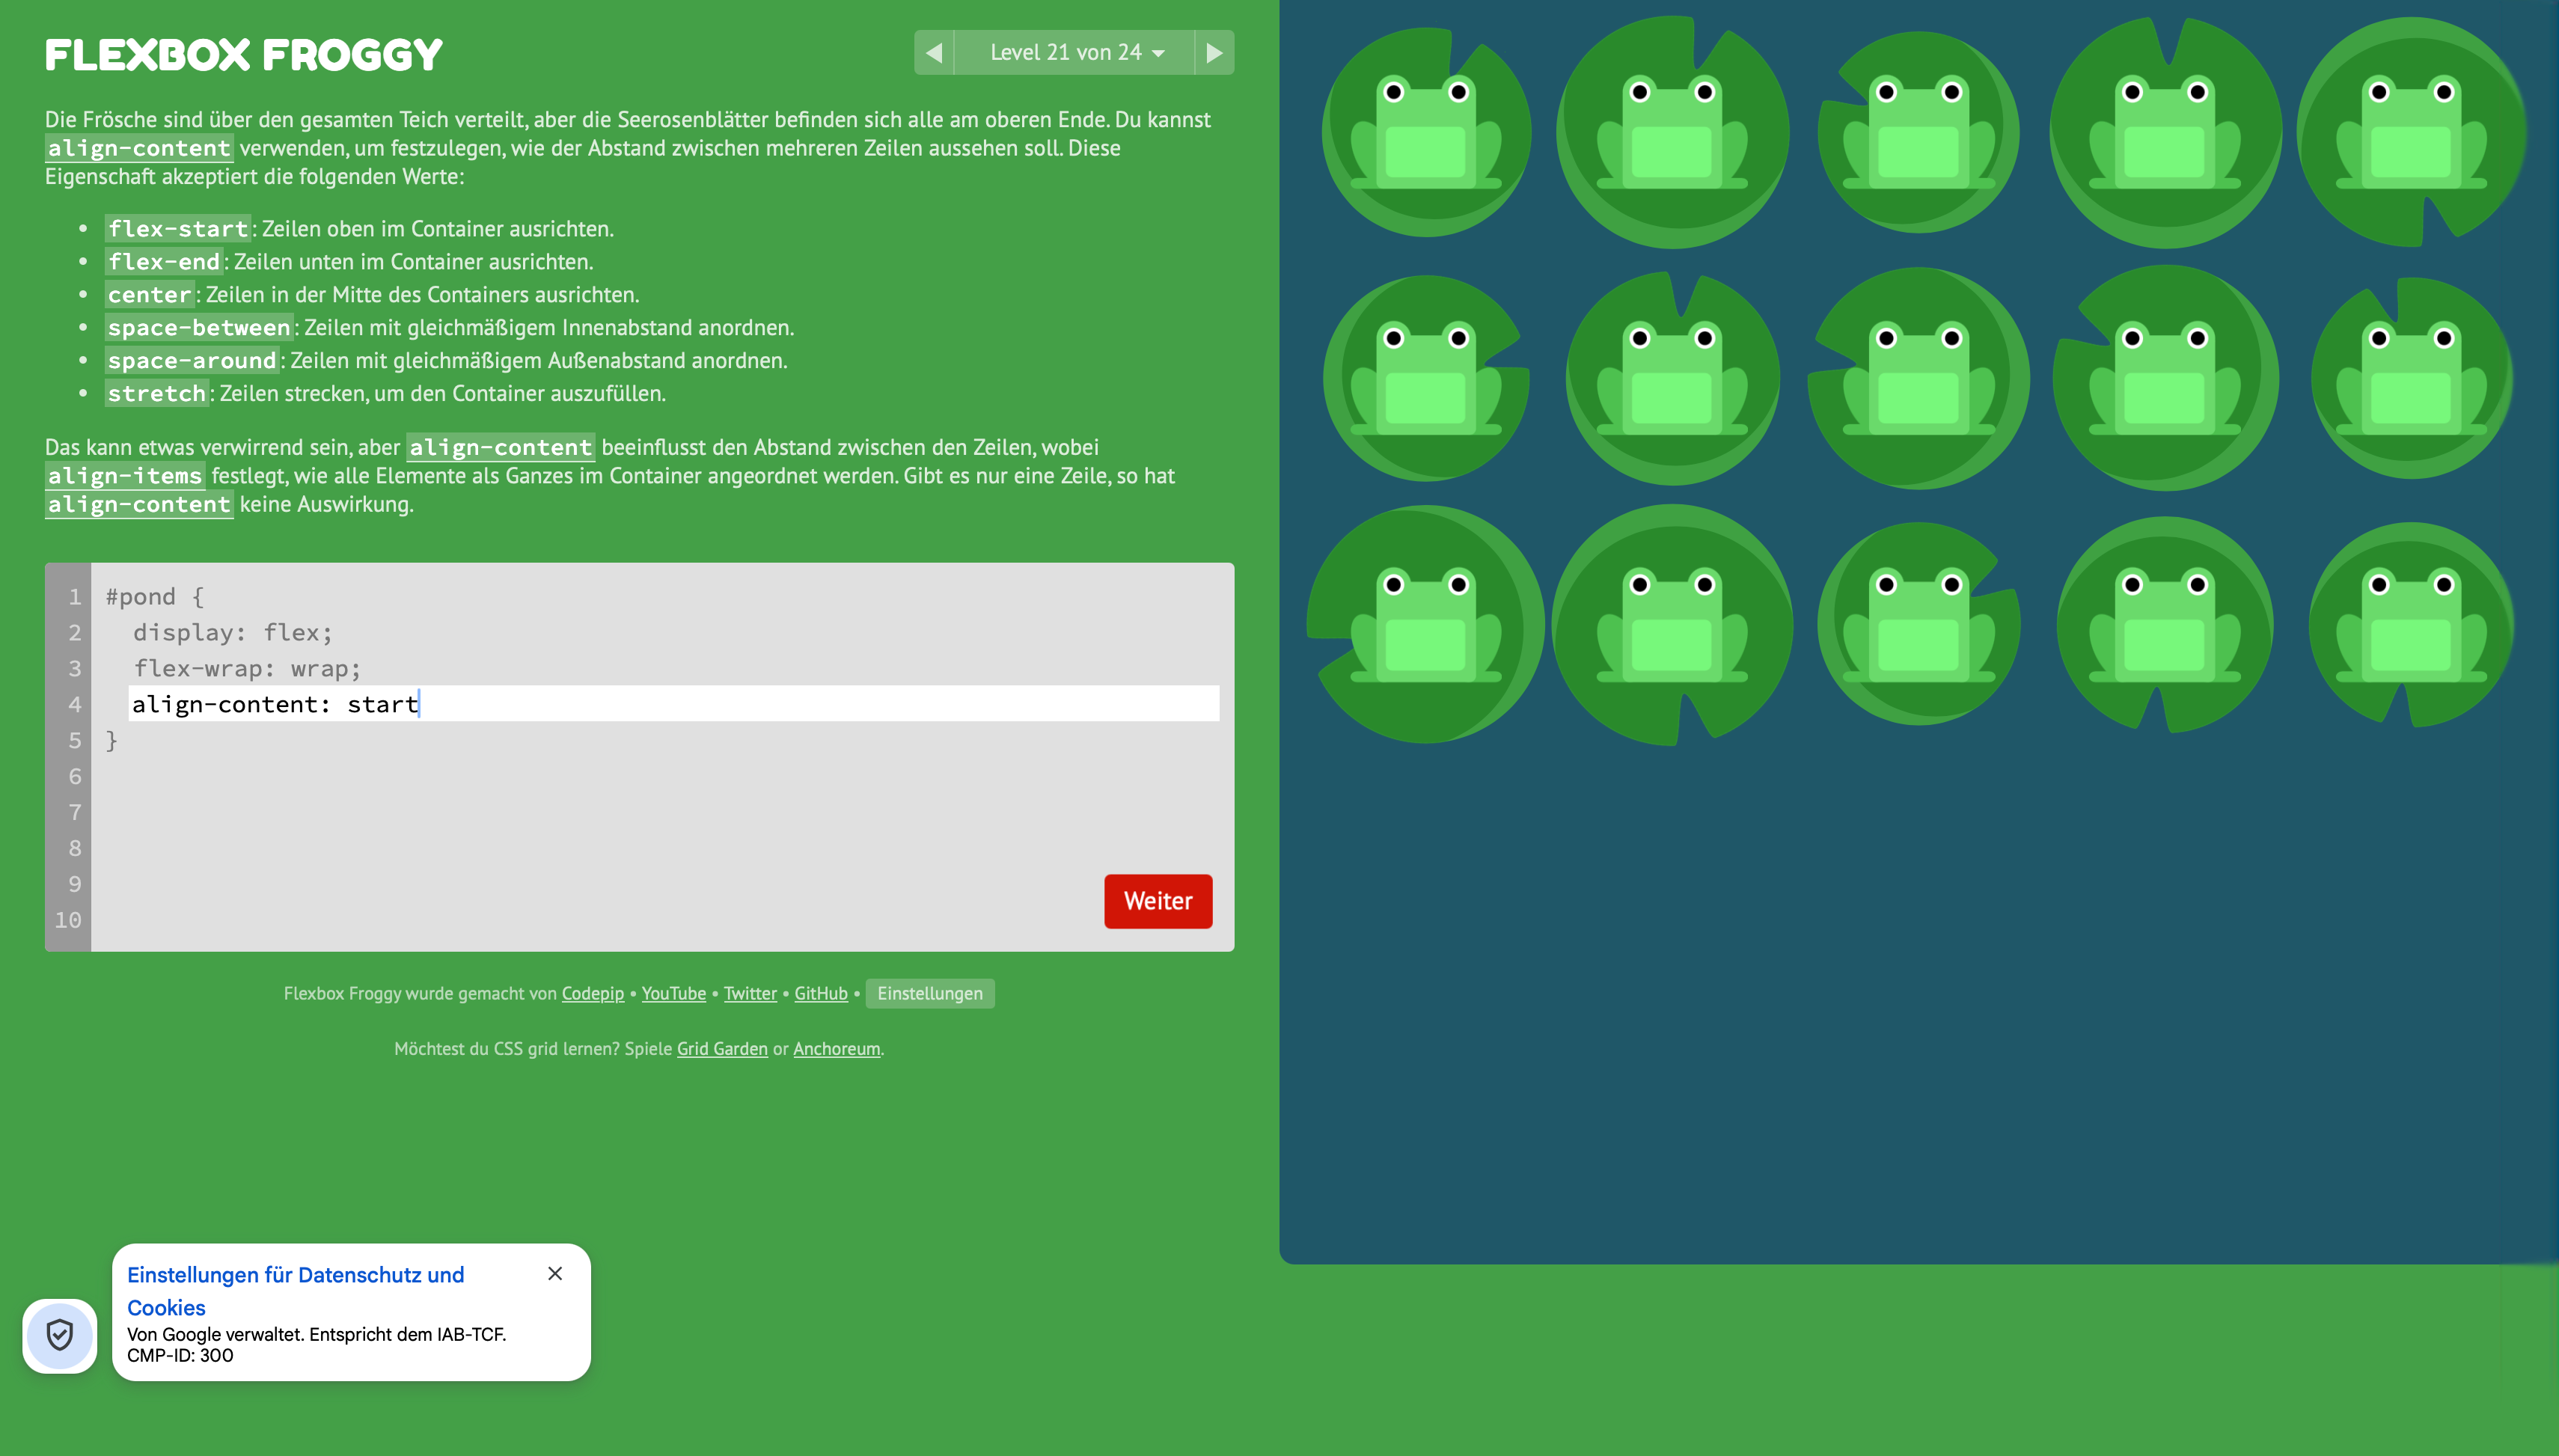 FLEXBOX FROGGY
Level 21 von 24
Die Frösche sind über den gesamten Teich verteilt, aber die Seerosenblätter befinden sich alle am oberen Ende. Du kannst
align-content verwenden, um festzulegen, wie der Abstand zwischen mehreren Zeilen aussehen soll. Diese
Eigenschaft akzeptiert die folgenden Werte:
• flex-start: Zeilen oben im Container ausrichten.
• flex-end: Zeilen unten im Container ausrichten.
• center: Zeilen in der Mitte des Containers ausrichten.
• space-between: Zeilen mit gleichmäßigem Innenabstand anordnen.
• space-around: Zeilen mit gleichmäßigem Außenabstand anordnen.
• stretch: Zeilen strecken, um den Container auszufüllen.
Das kann etwas verwirrend sein, aber align-content beeinflusst den Abstand zwischen den Zeilen, wobei
align-items festlegt, wie alle Elemente als Ganzes im Container angeordnet werden. Gibt es nur eine Zeile, so hat
align-content keine Auswirkung.
1 #pond {
2 display: flex;
3 flex-wrap: wrap;
4 align-content: start
5 }
6
7
8
9
10
Weiter
Flexbox Froggy wurde gemacht von Codepip • YouTube • Twitter • GitHub • Einstellungen
Möchtest du CSS grid lernen? Spiele Grid Garden or Anchoreum.
Einstellungen für Datenschutz und
Cookies
Von Google verwaltet. Entspricht dem IAB-TCF.
CMP-ID: 300